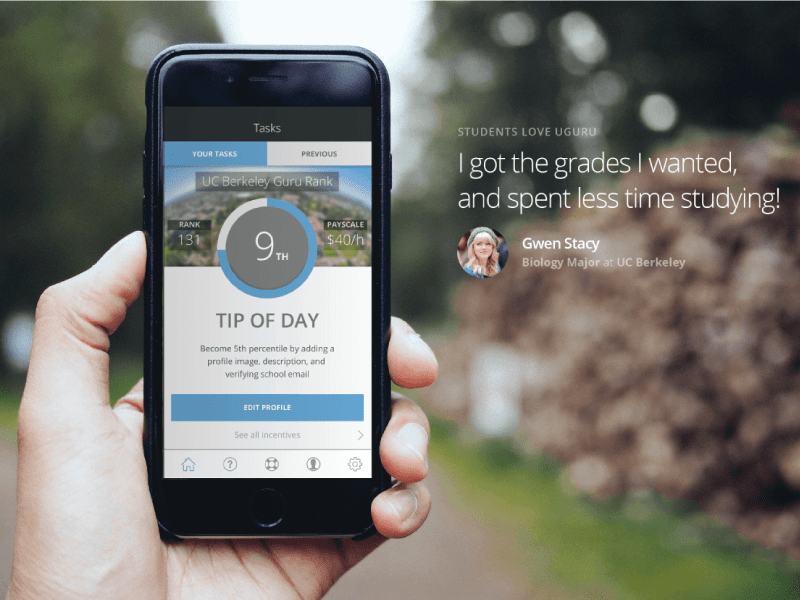 Tasks
YOUR TASKS
PREVIOUS
UC Berkeley Guru Rank
RANK
131
9TH
PAYSCALE
$40/h
TIP OF DAY
Become 5th percentile by adding a
profile image, description, and
verifying school email
EDIT PROFILE
See all incentives
STUDENTS LOVE UGURU
I got the grades I wanted,
and spent less time studying!
Gwen Stacy
Biology Major at UC Berkeley